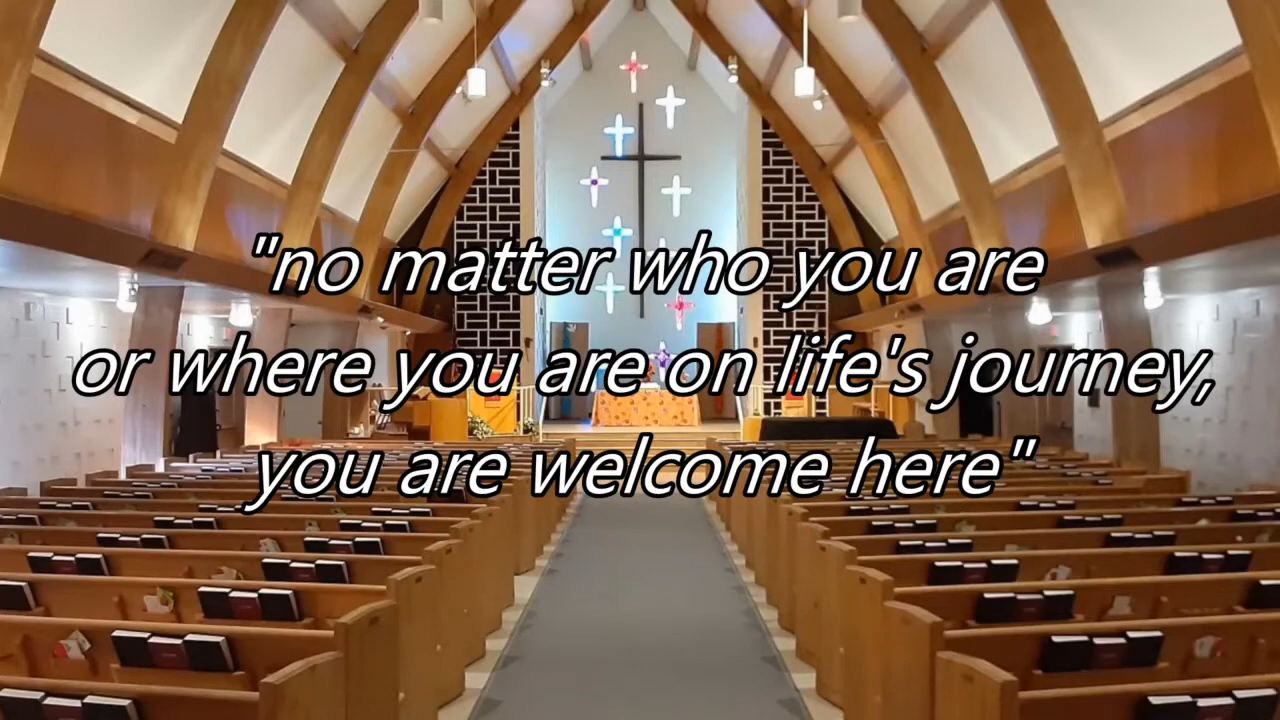 "no matter who you are
or where you are on life's journey,
you are welcome here"